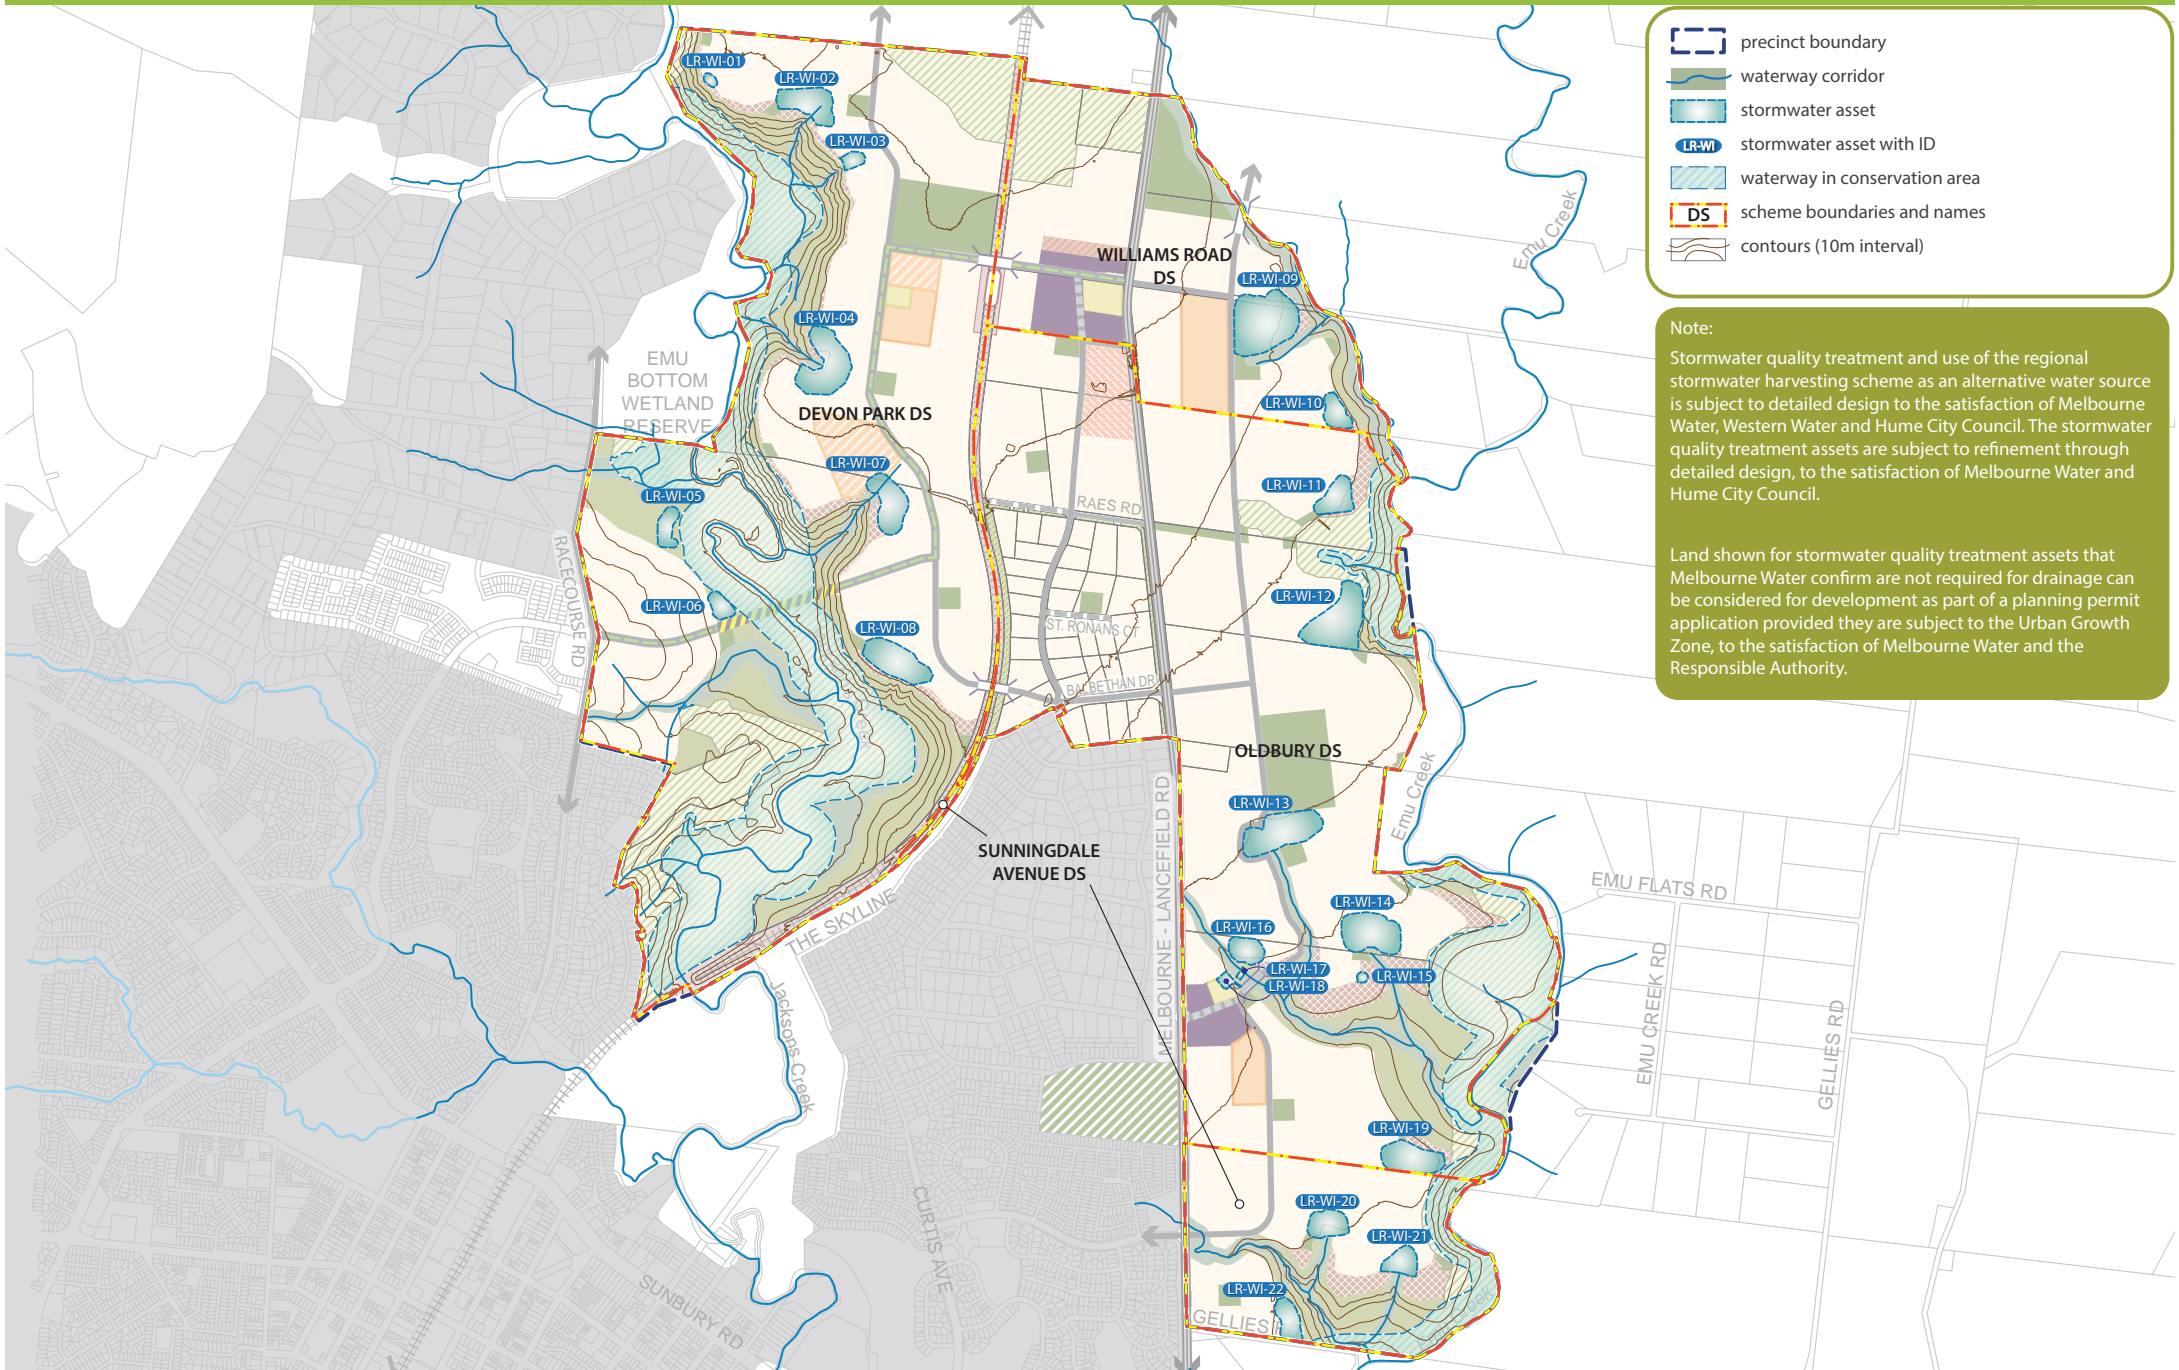 precinct boundary
waterway corridor
stormwater asset
LR-WI
stormwater asset with ID
waterway in conservation area
DS
scheme boundaries and names
contours (10m interval)
Note:
Stormwater quality treatment and use of the regional
stormwater harvesting scheme as an alternative water source
is subject to detailed design to the satisfaction of Melbourne
Water, Western Water and Hume City Council. The stormwater
quality treatment assets are subject to refinement through
detailed design, to the satisfaction of Melbourne Water and
Hume City Council.
Land shown for stormwater quality treatment assets that
Melbourne Water confirm are not required for drainage can
be considered for development as part of a planning permit
application provided they are subject to the Urban Growth
Zone, to the satisfaction of Melbourne Water and the
Responsible Authority.
LR-WI-01
LR-WI-02
LR-WI-03
Emu Creek
WILLIAMS ROAD
DS
LR-WI-09
LR-WI-04
EMU
BOTTOM
WETLAND
RESERVE
DEVON PARK DS
LR-WI-10
LR-WI-07
LR-WI-05
LR-WI-11
RAES RD
RACECOURSE RD
LR-WI-06
LR-WI-12
LR-WI-08
ST. RONANS CT
BALBETHAN DR
OLDBURY DS
Emu Creek
LR-WI-13
MELBOURNE - LANCEFIELD RD
SUNNINGDALE
AVENUE DS
THE SKYLINE
EMU FLATS RD
LR-WI-14
LR-WI-16
LR-WI-17
LR-WI-15
LR-WI-18
Jacksons Creek
EMU CREEK RD
GELLIES RD
LR-WI-19
CURTIS AVE
LR-WI-20
LR-WI-21
LR-WI-22
SUNBURY RD
GELLIES